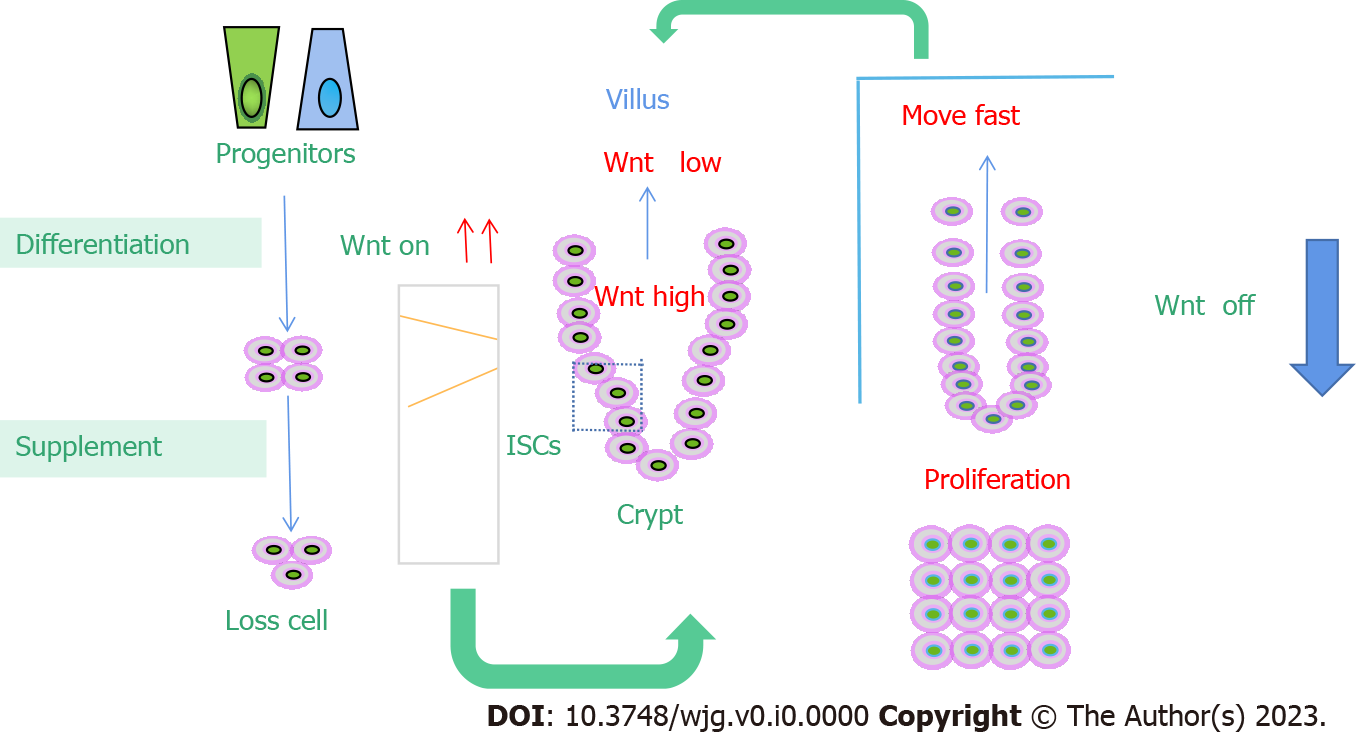 Progenitors
Differentiation
Supplement
Loss cell
Wnt on
ISCs
Villus
Wnt low
Wnt high
Crypt
Move fast
Proliferation
Wnt off
DOI: 10.3748/wjg.v0.i0.0000 Copyright © The Author(s) 2023.